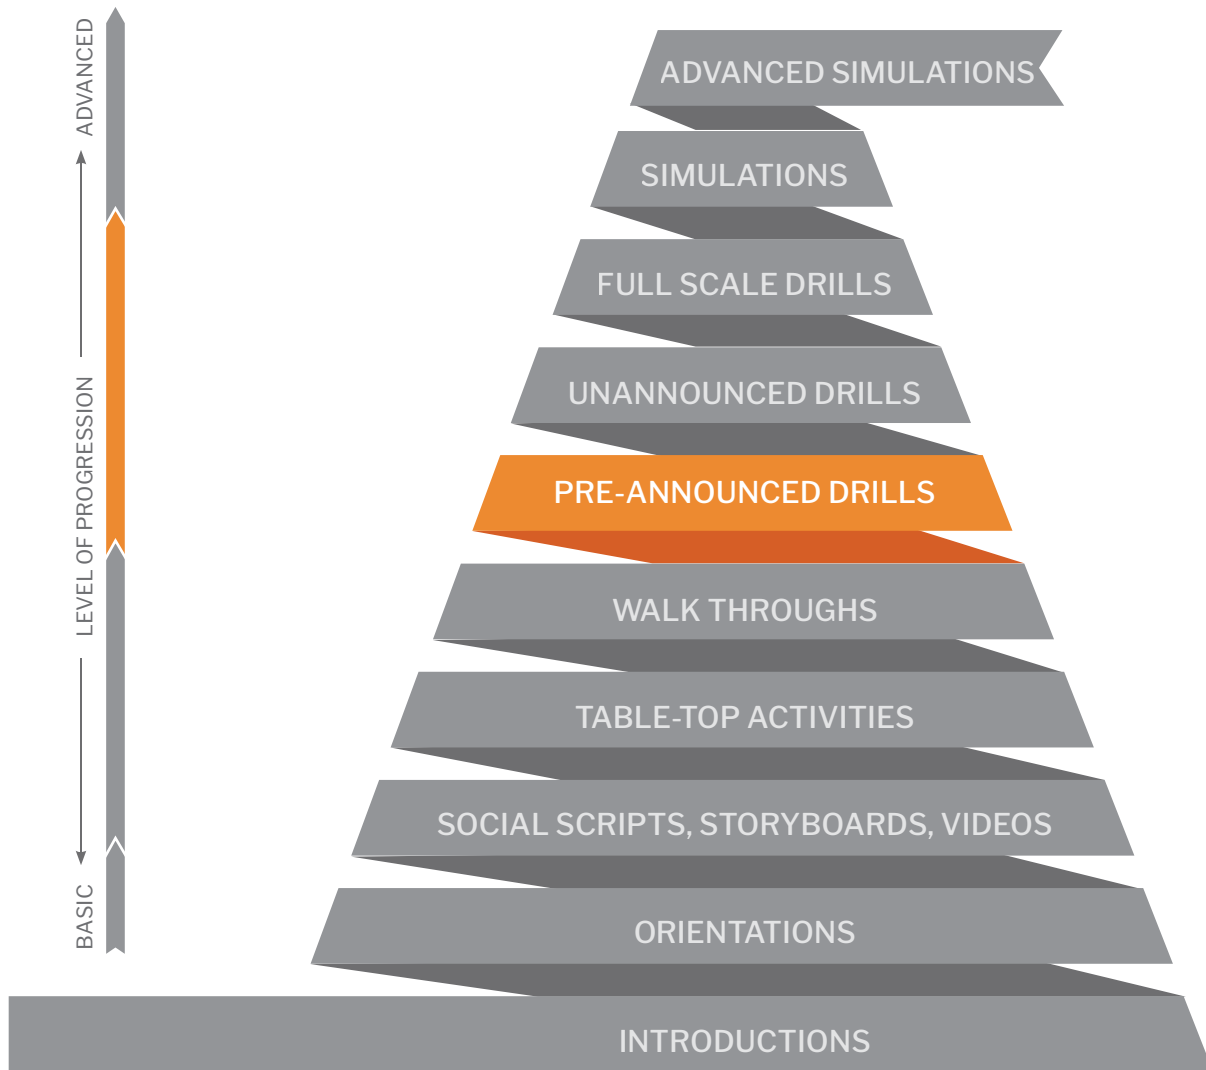 ADVANCED
LEVEL OF PROGRESSION
BASIC
ADVANCED SIMULATIONS
SIMULATIONS
FULL SCALE DRILLS
UNANNOUNCED DRILLS
PRE-ANNOUNCED DRILLS
WALK THROUGHS
TABLE-TOP ACTIVITIES
SOCIAL SCRIPTS, STORYBOARDS, VIDEOS
ORIENTATIONS
INTRODUCTIONS